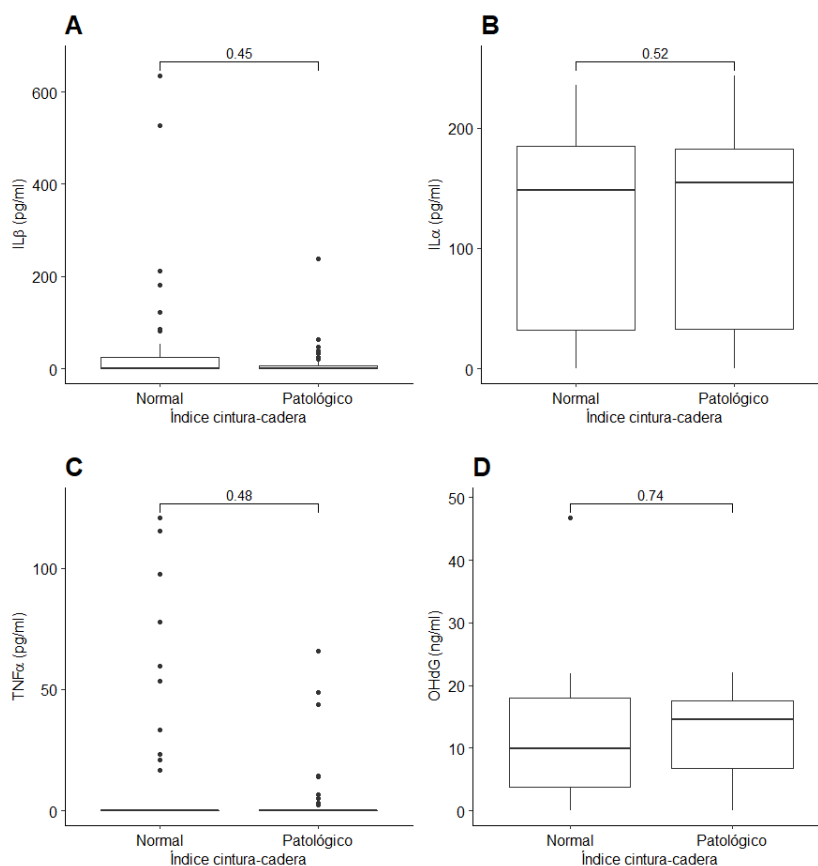 A
0.45
600
400
200
0
ILβ (pg/ml)
Normal
Patológico
Índice cintura-cadera
B
0.52
200
100
0
ILα (pg/ml)
Normal
Patológico
Índice cintura-cadera
C
0.48
100
50
0
TNFα (pg/ml)
Normal
Patológico
Índice cintura-cadera
D
0.74
50
40
30
20
10
0
OHdG (ng/ml)
Normal
Patológico
Índice cintura-cadera